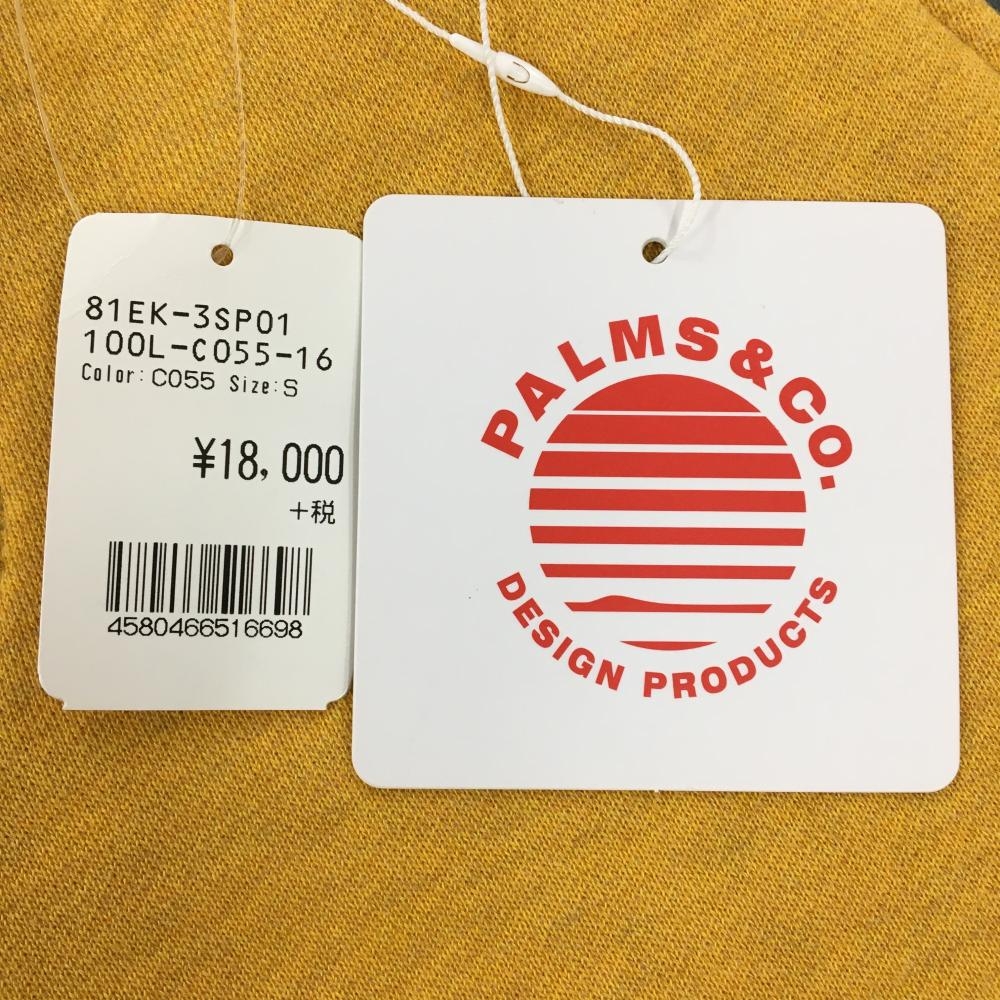 81EK-3SP01
100L-C055-16
Color:C055 Size:S
¥18,000
+税
4580466516698
PALMS&CO.
DESIGN PRODUCTS